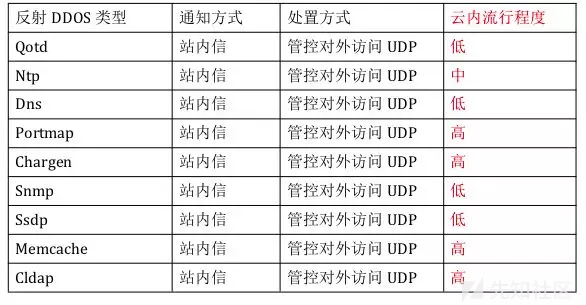 反射 DDOS 类型 通知方式 处置方式 云内流行程度
Qotd 站内信 管控对外访问 UDP 低
Ntp 站内信 管控对外访问 UDP 中
Dns 站内信 管控对外访问 UDP 低
Portmap 站内信 管控对外访问 UDP 高
Chargen 站内信 管控对外访问 UDP 高
Snmp 站内信 管控对外访问 UDP 低
Ssdp 站内信 管控对外访问 UDP 低
Memcache 站内信 管控对外访问 UDP 高
Cldap 站内信 管控对外访问 UDP 高
先知社区